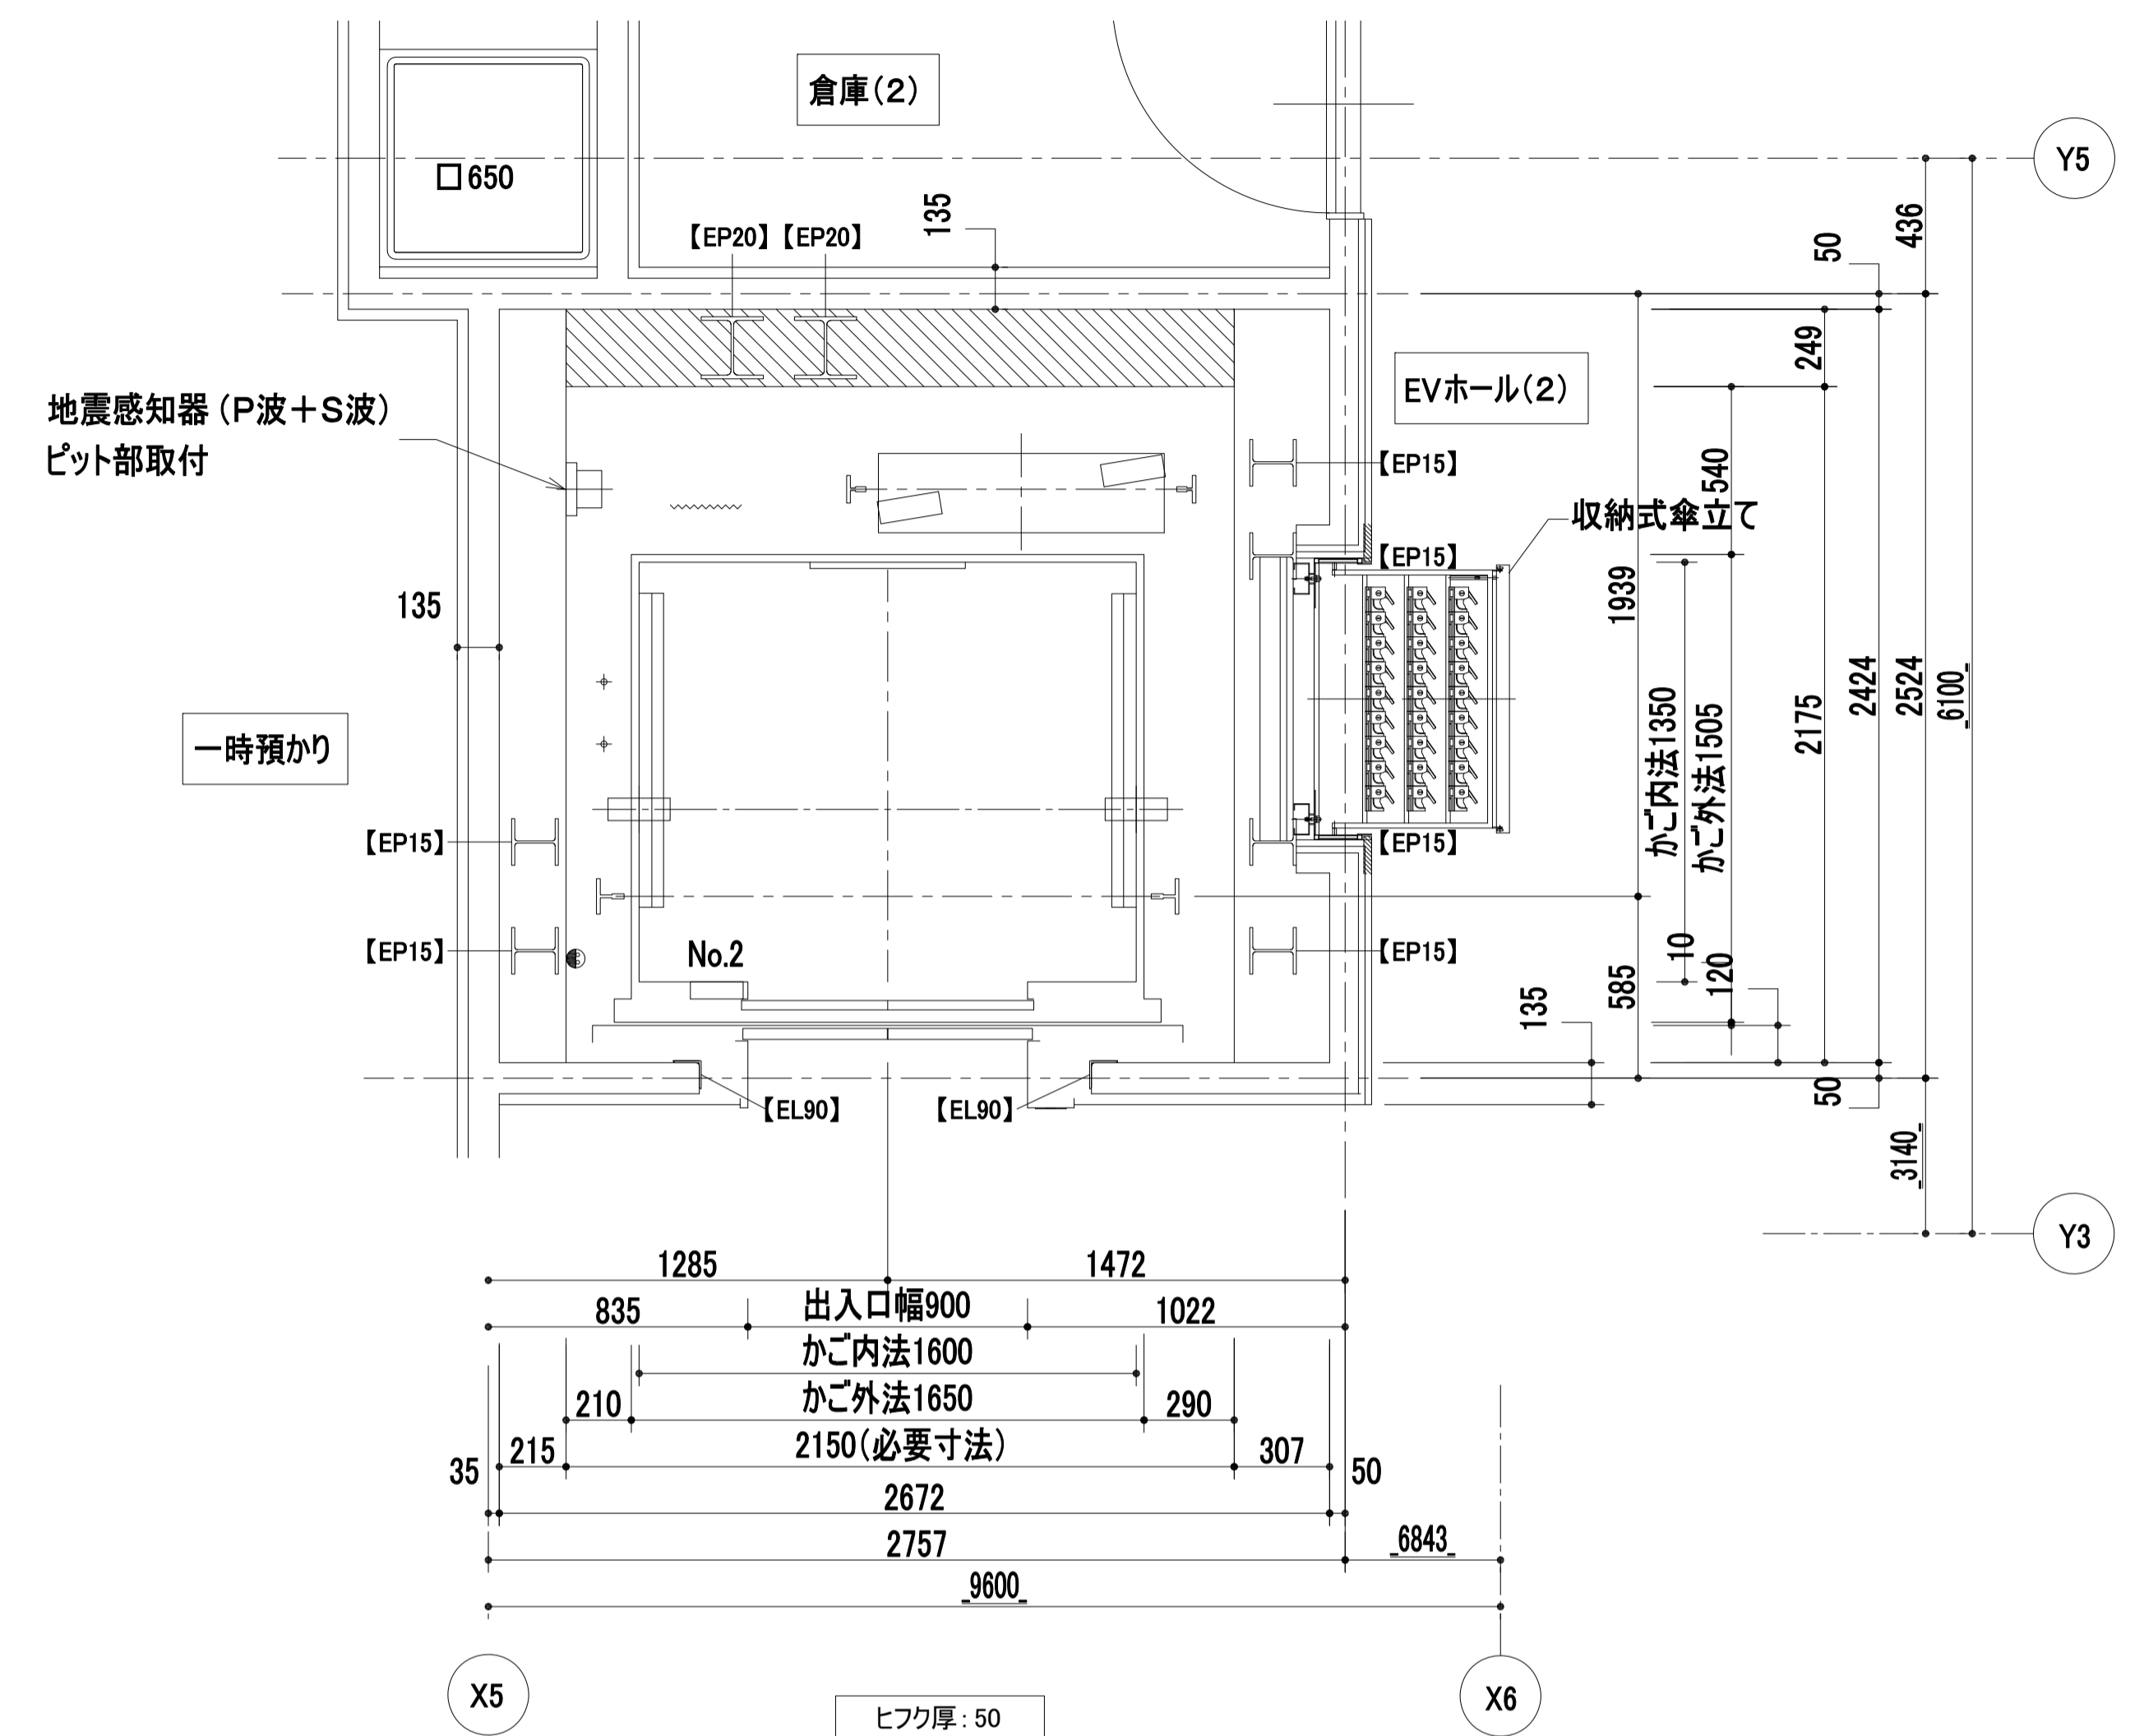 倉庫(2)
Y5
□650
135
436
50
【EP20】
【EP20】
249
EVホール(2)
地震感知器(P波+S波)
ピット部取付
【EP15】
540
収納式傘立て
【EP15】
1939
135
2424
2524
6100
かご内法1350
かご外法1505
2175
一時預かり
【EP15】
【EP15】
【EP15】
No.2
【EP15】
10
120
585
135
50
【EL90】
【EL90】
3140
Y3
1285
1472
835
出入口幅900
1022
かご内法1600
210
かご外法1650
290
35
215
2150(必要寸法)
307
50
2672
2757
6843
9600
X5
X6
ヒフク厚:50